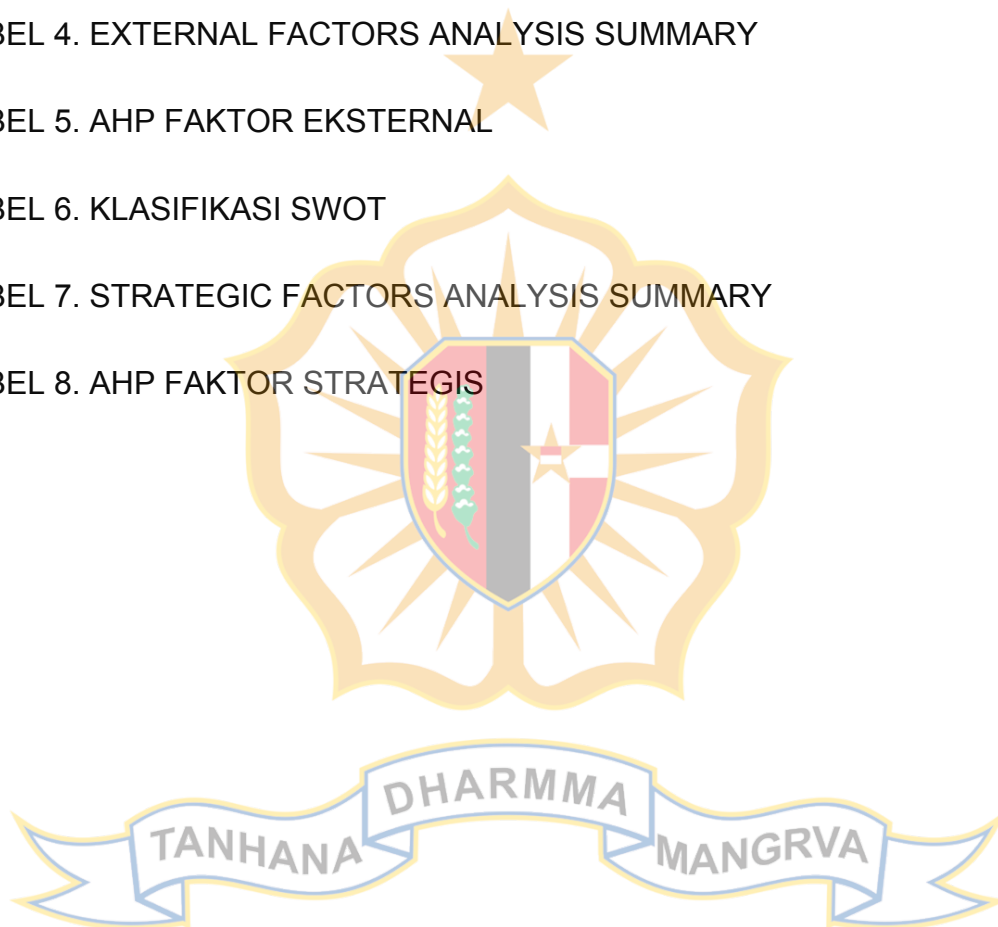 BEL 4. EXTERNAL FACTORS ANALYSIS SUMMARY
BEL 5. AHP FAKTOR EKSTERNAL
BEL 6. KLASIFIKASI SWOT
BEL 7. STRATEGIC FACTORS ANALYSIS SUMMARY
BEL 8. AHP FAKTOR STRATEGIS
TANHANA DHARMMA MANGRVA